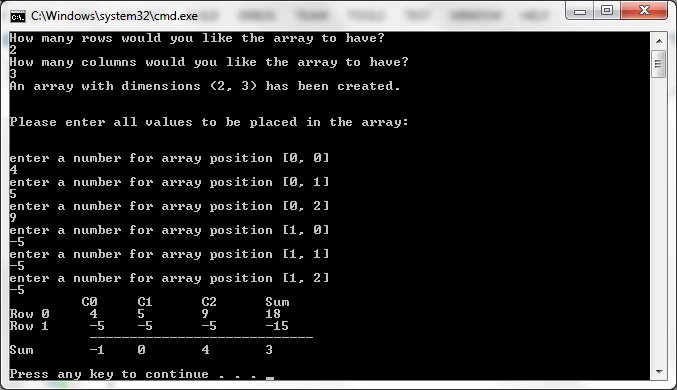 C:\Windows\system32\cmd.exe
How many rows would you like the array to have?
2
How many columns would you like the array to have?
3
An array with dimensions (2, 3) has been created.
Please enter all values to be placed in the array:
enter a number for array position [0, 0]
4
enter a number for array position [0, 1]
5
enter a number for array position [0, 2]
9
enter a number for array position [1, 0]
-5
enter a number for array position [1, 1]
-5
enter a number for array position [1, 2]
-5
C0 C1 C2 Sum
Row 0 4 5 9 18
Row 1 -5 -5 -5 -15
----------------------------
Sum -1 0 4 3
Press any key to continue . . . _